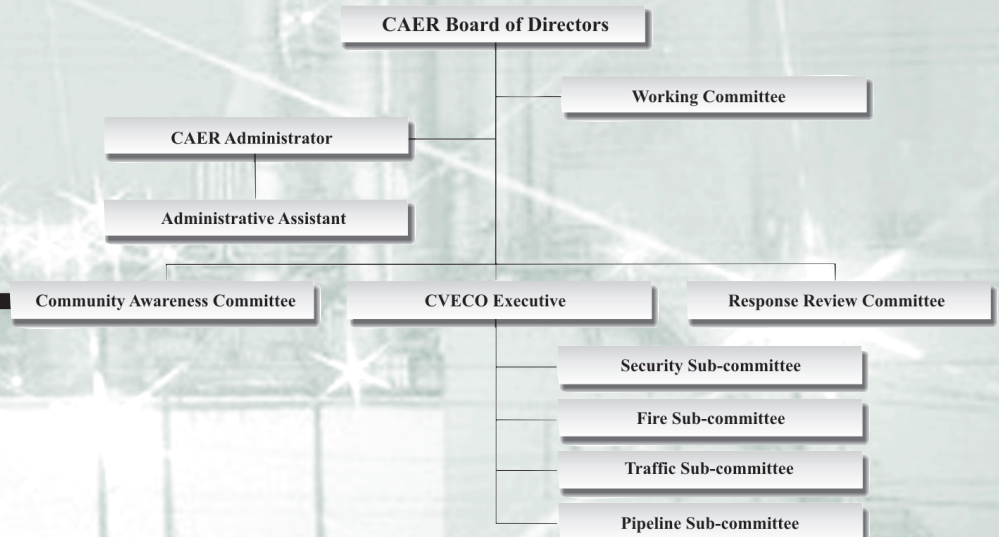 CAER Board of Directors
Working Committee
CAER Administrator
Administrative Assistant
Community Awareness Committee
CVECO Executive
Response Review Committee
Security Sub-committee
Fire Sub-committee
Traffic Sub-committee
Pipeline Sub-committee